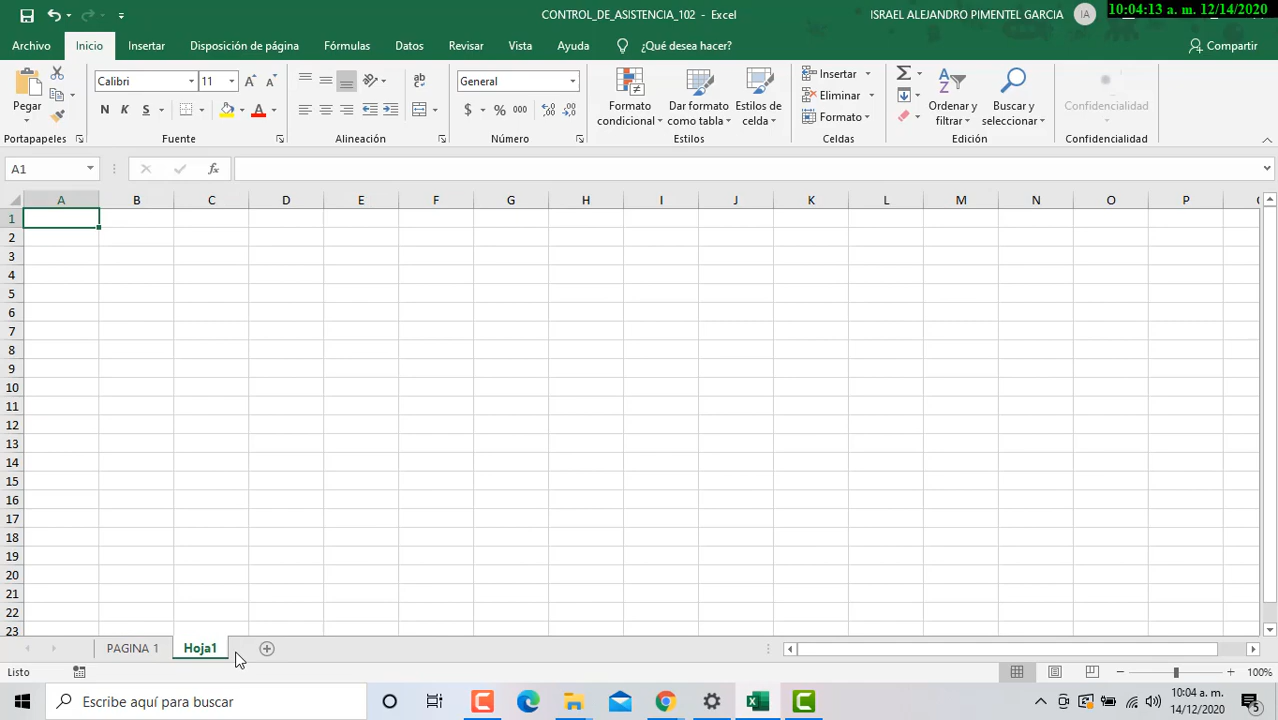 CONTROL_DE_ASISTENCIA_102 - Excel
ISRAEL ALEJANDRO PIMENTEL GARCIA
IA
10:04:13 a. m. 12/14/2020
Archivo
Inicio
Insertar
Disposición de página
Fórmulas
Datos
Revisar
Vista
Ayuda
¿Qué desea hacer?
Compartir
Pegar
Portapapeles
Calibri
11
N
K
S
A
Fuente
ab
Alineación
General
$
%
000
Número
Formato
condicional
Dar formato
como tabla
Estilos de
celda
Estilos
Insertar
Eliminar
Formato
Celdas
Σ
Ordenar y
filtrar
Buscar y
seleccionar
Edición
Confidencialidad
Confidencialidad
A1
fx
A B C D E F G H I J K L M N O P
1
2
3
4
5
6
7
8
9
10
11
12
13
14
15
16
17
18
19
20
21
22
23
PAGINA 1
Hoja1
Listo
100%
Escribe aquí para buscar
10:04 a. m.
14/12/2020
5